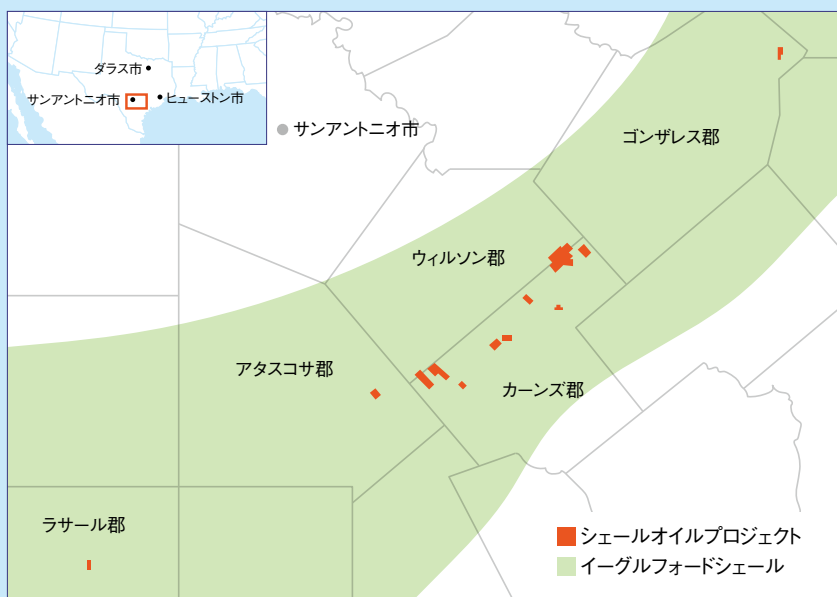 ダラス市
サンアントニオ市
ヒューストン市
サンアントニオ市
ゴンザレス郡
ウィルソン郡
アタスコサ郡
カーンズ郡
ラサール郡
シェールオイルプロジェクト
イーグルフォードシェール